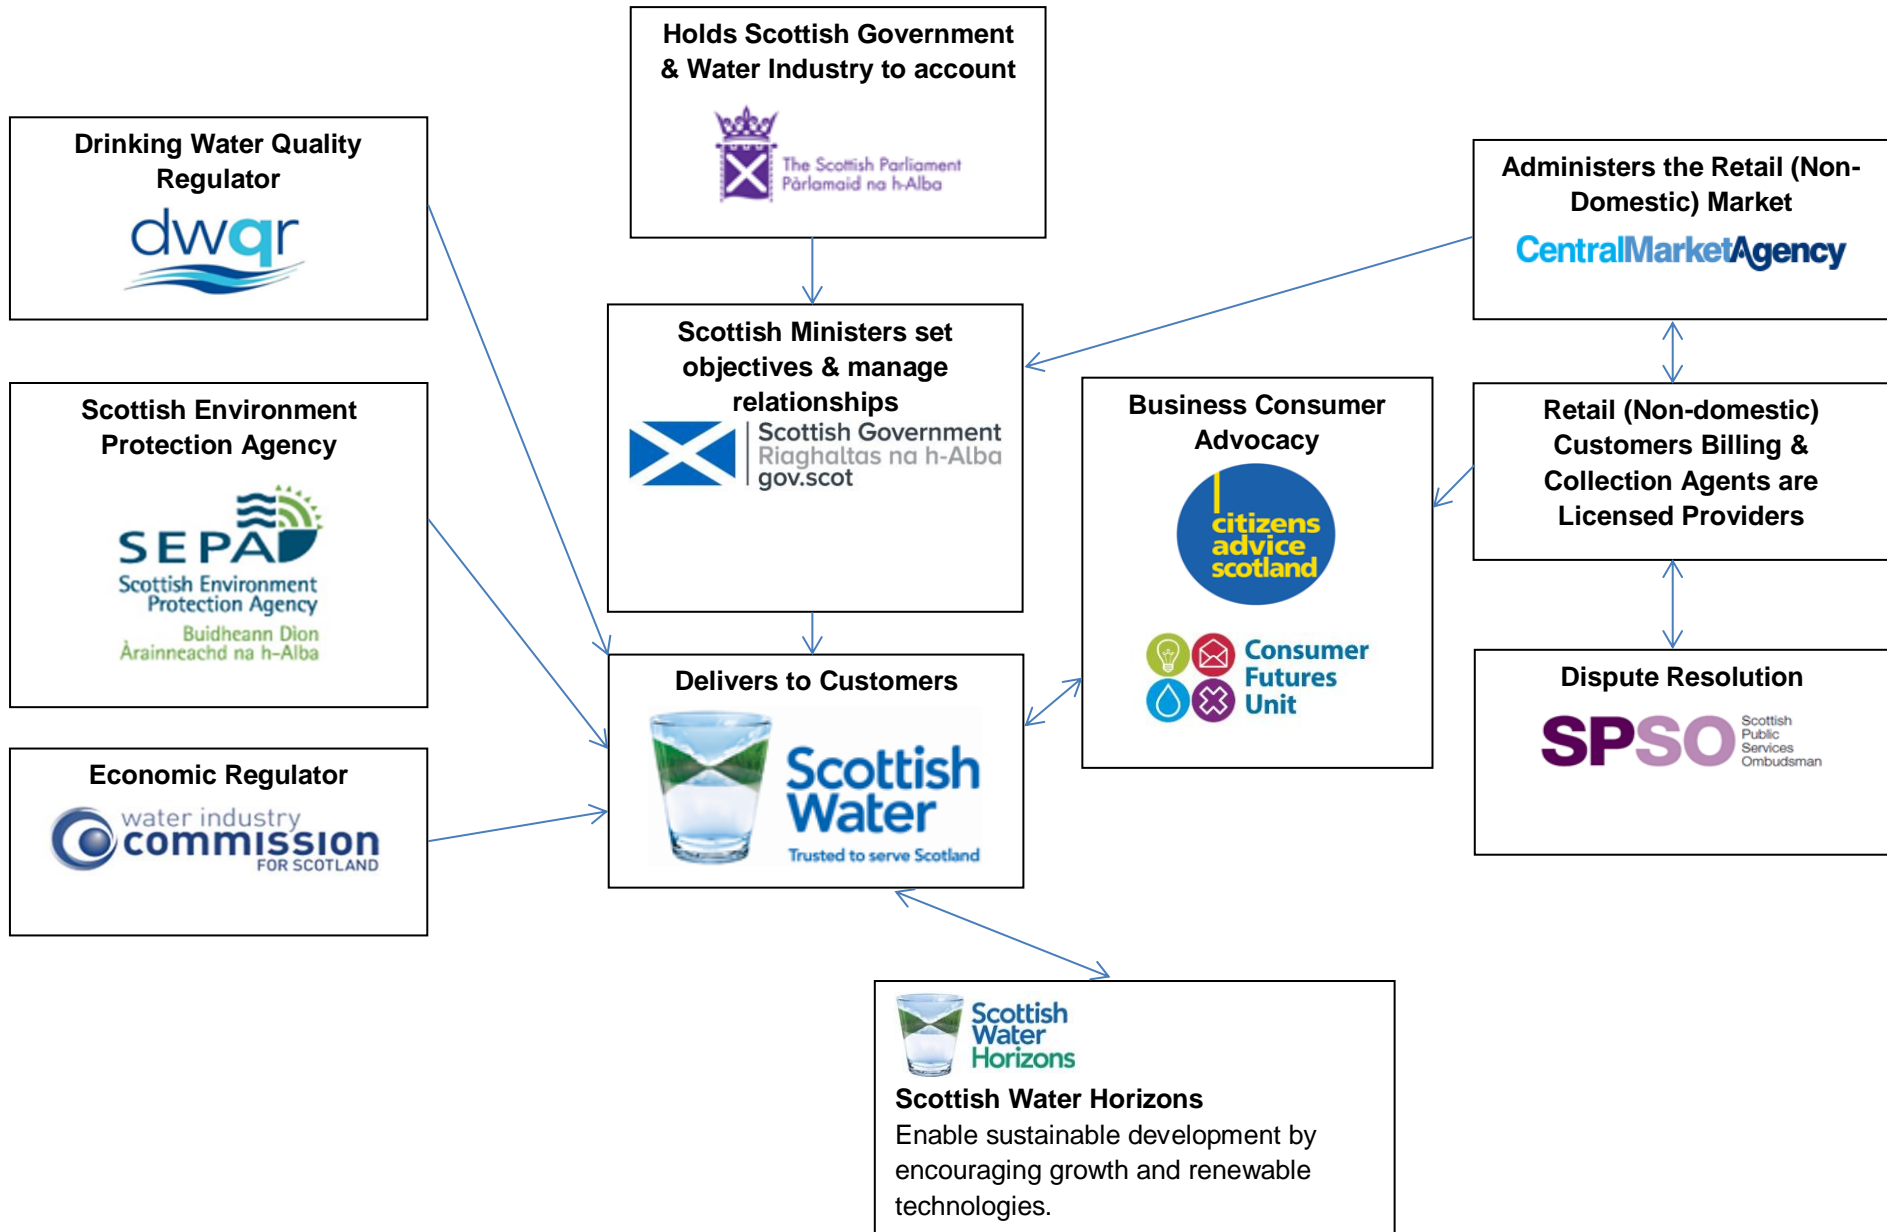 Holds Scottish Government
& Water Industry to account
The Scottish Parliament
Pàrlamaid na h-Alba
Drinking Water Quality
Regulator
dwqr
Administers the Retail (Non-
Domestic) Market
CentralMarketAgency
Scottish Ministers set
objectives & manage
relationships
Scottish Government
Riaghaltas na h-Alba
gov.scot
Scottish Environment
Protection Agency
SEPA
Scottish Environment
Protection Agency
Buidheann Dìon
Àrainneachd na h-Alba
Business Consumer
Advocacy
citizens
advice
scotland
Consumer
Futures
Unit
Retail (Non-domestic)
Customers Billing &
Collection Agents are
Licensed Providers
Delivers to Customers
Scottish
Water
Trusted to serve Scotland
Dispute Resolution
SPSO
Scottish
Public
Services
Ombudsman
Economic Regulator
water industry
commission
FOR SCOTLAND
Scottish
Water
Horizons
Scottish Water Horizons
Enable sustainable development by
encouraging growth and renewable
technologies.